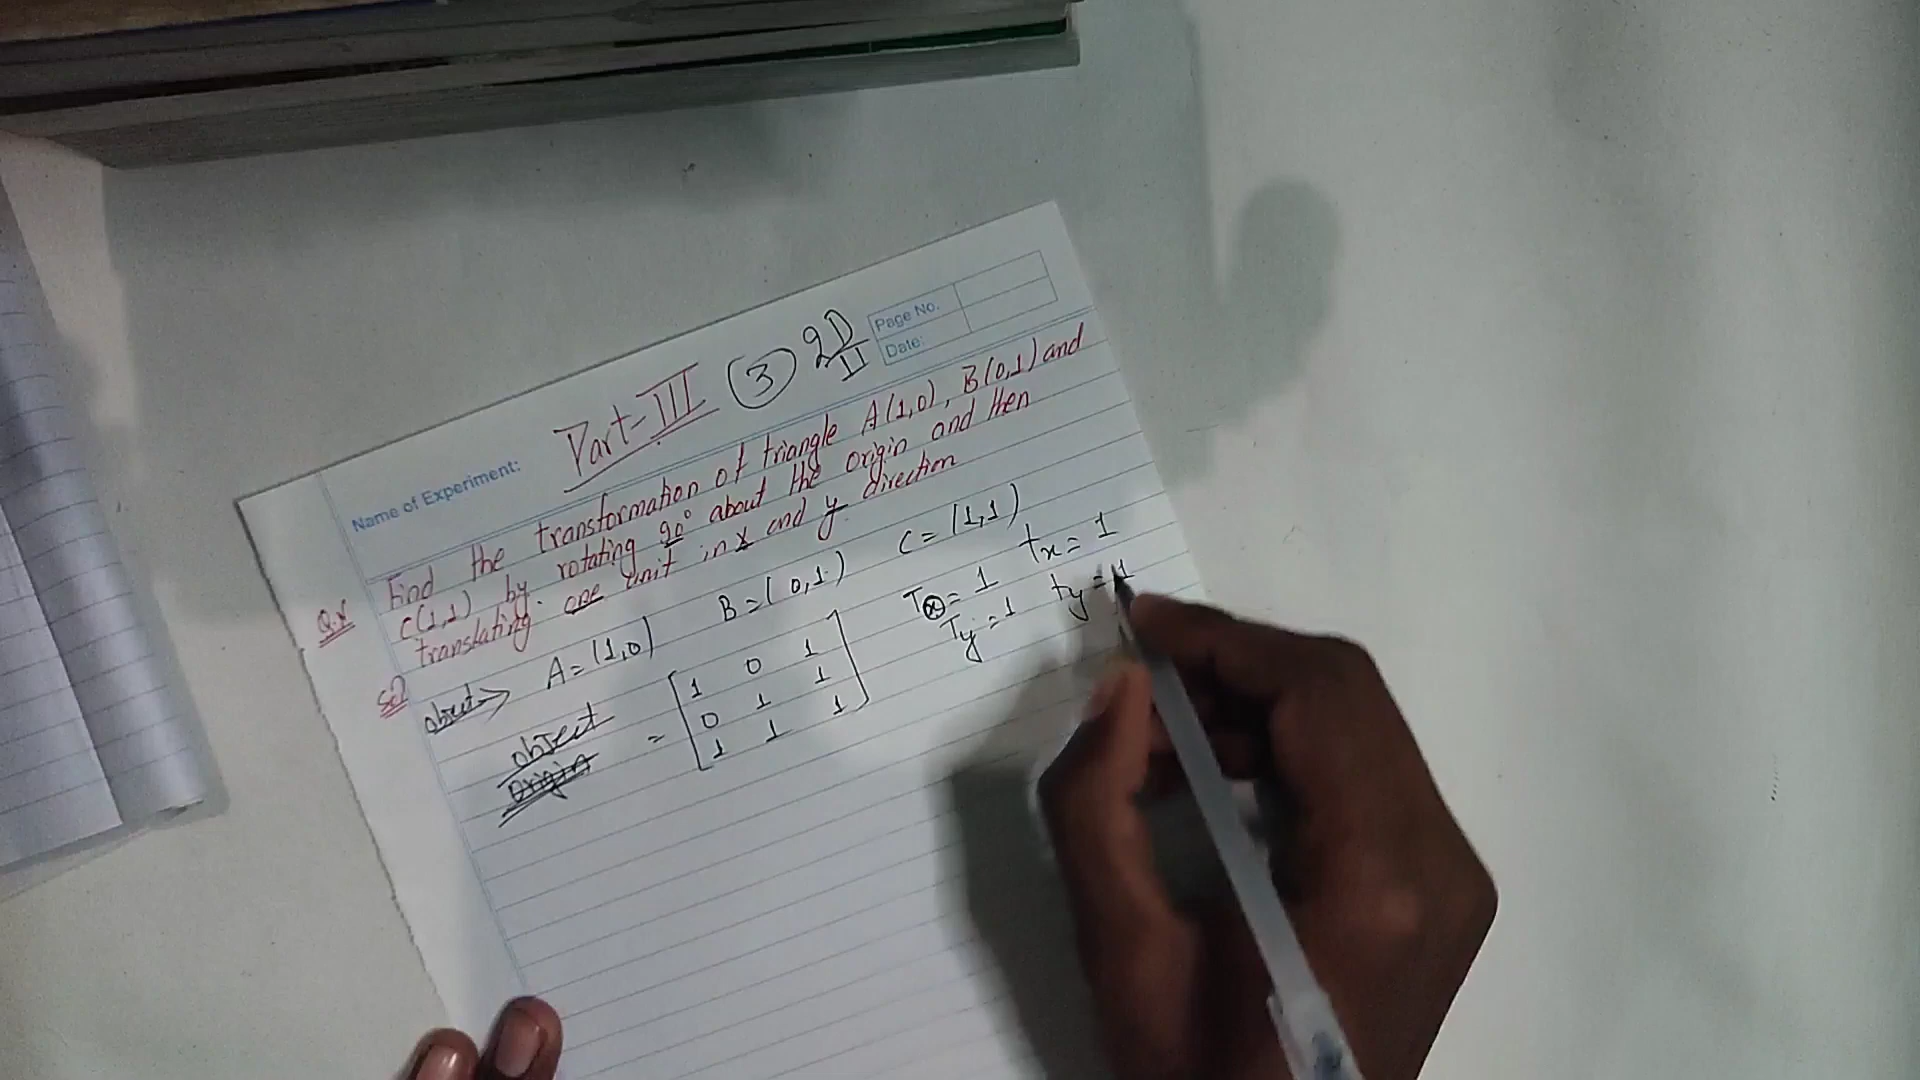 Part-III ③ 2D/II
Page No.
Date:
Name of Experiment:
Find the transformation of triangle A(1,0), B(0,1) and
C(1,1) by rotating 90° about the origin and then
translating one unit in x and y direction
A=(1,0) B=(0,1) C=(1,1)
object→
Tx=1 tx=1
Ty=1 ty=1
object = [1 0 1
0 1 1
1 1 1]
origin